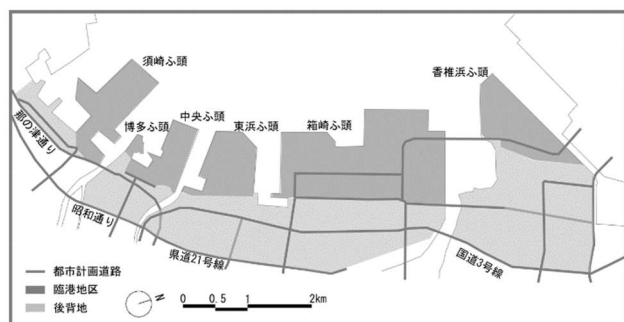 須崎ふ頭
香椎浜ふ頭
中央ふ頭
博多ふ頭
東浜ふ頭
箱崎ふ頭
那の津通り
昭和通り
県道21号線
国道3号線
都市計画道路
臨港地区
後背地
N
0 0.5 1 2km